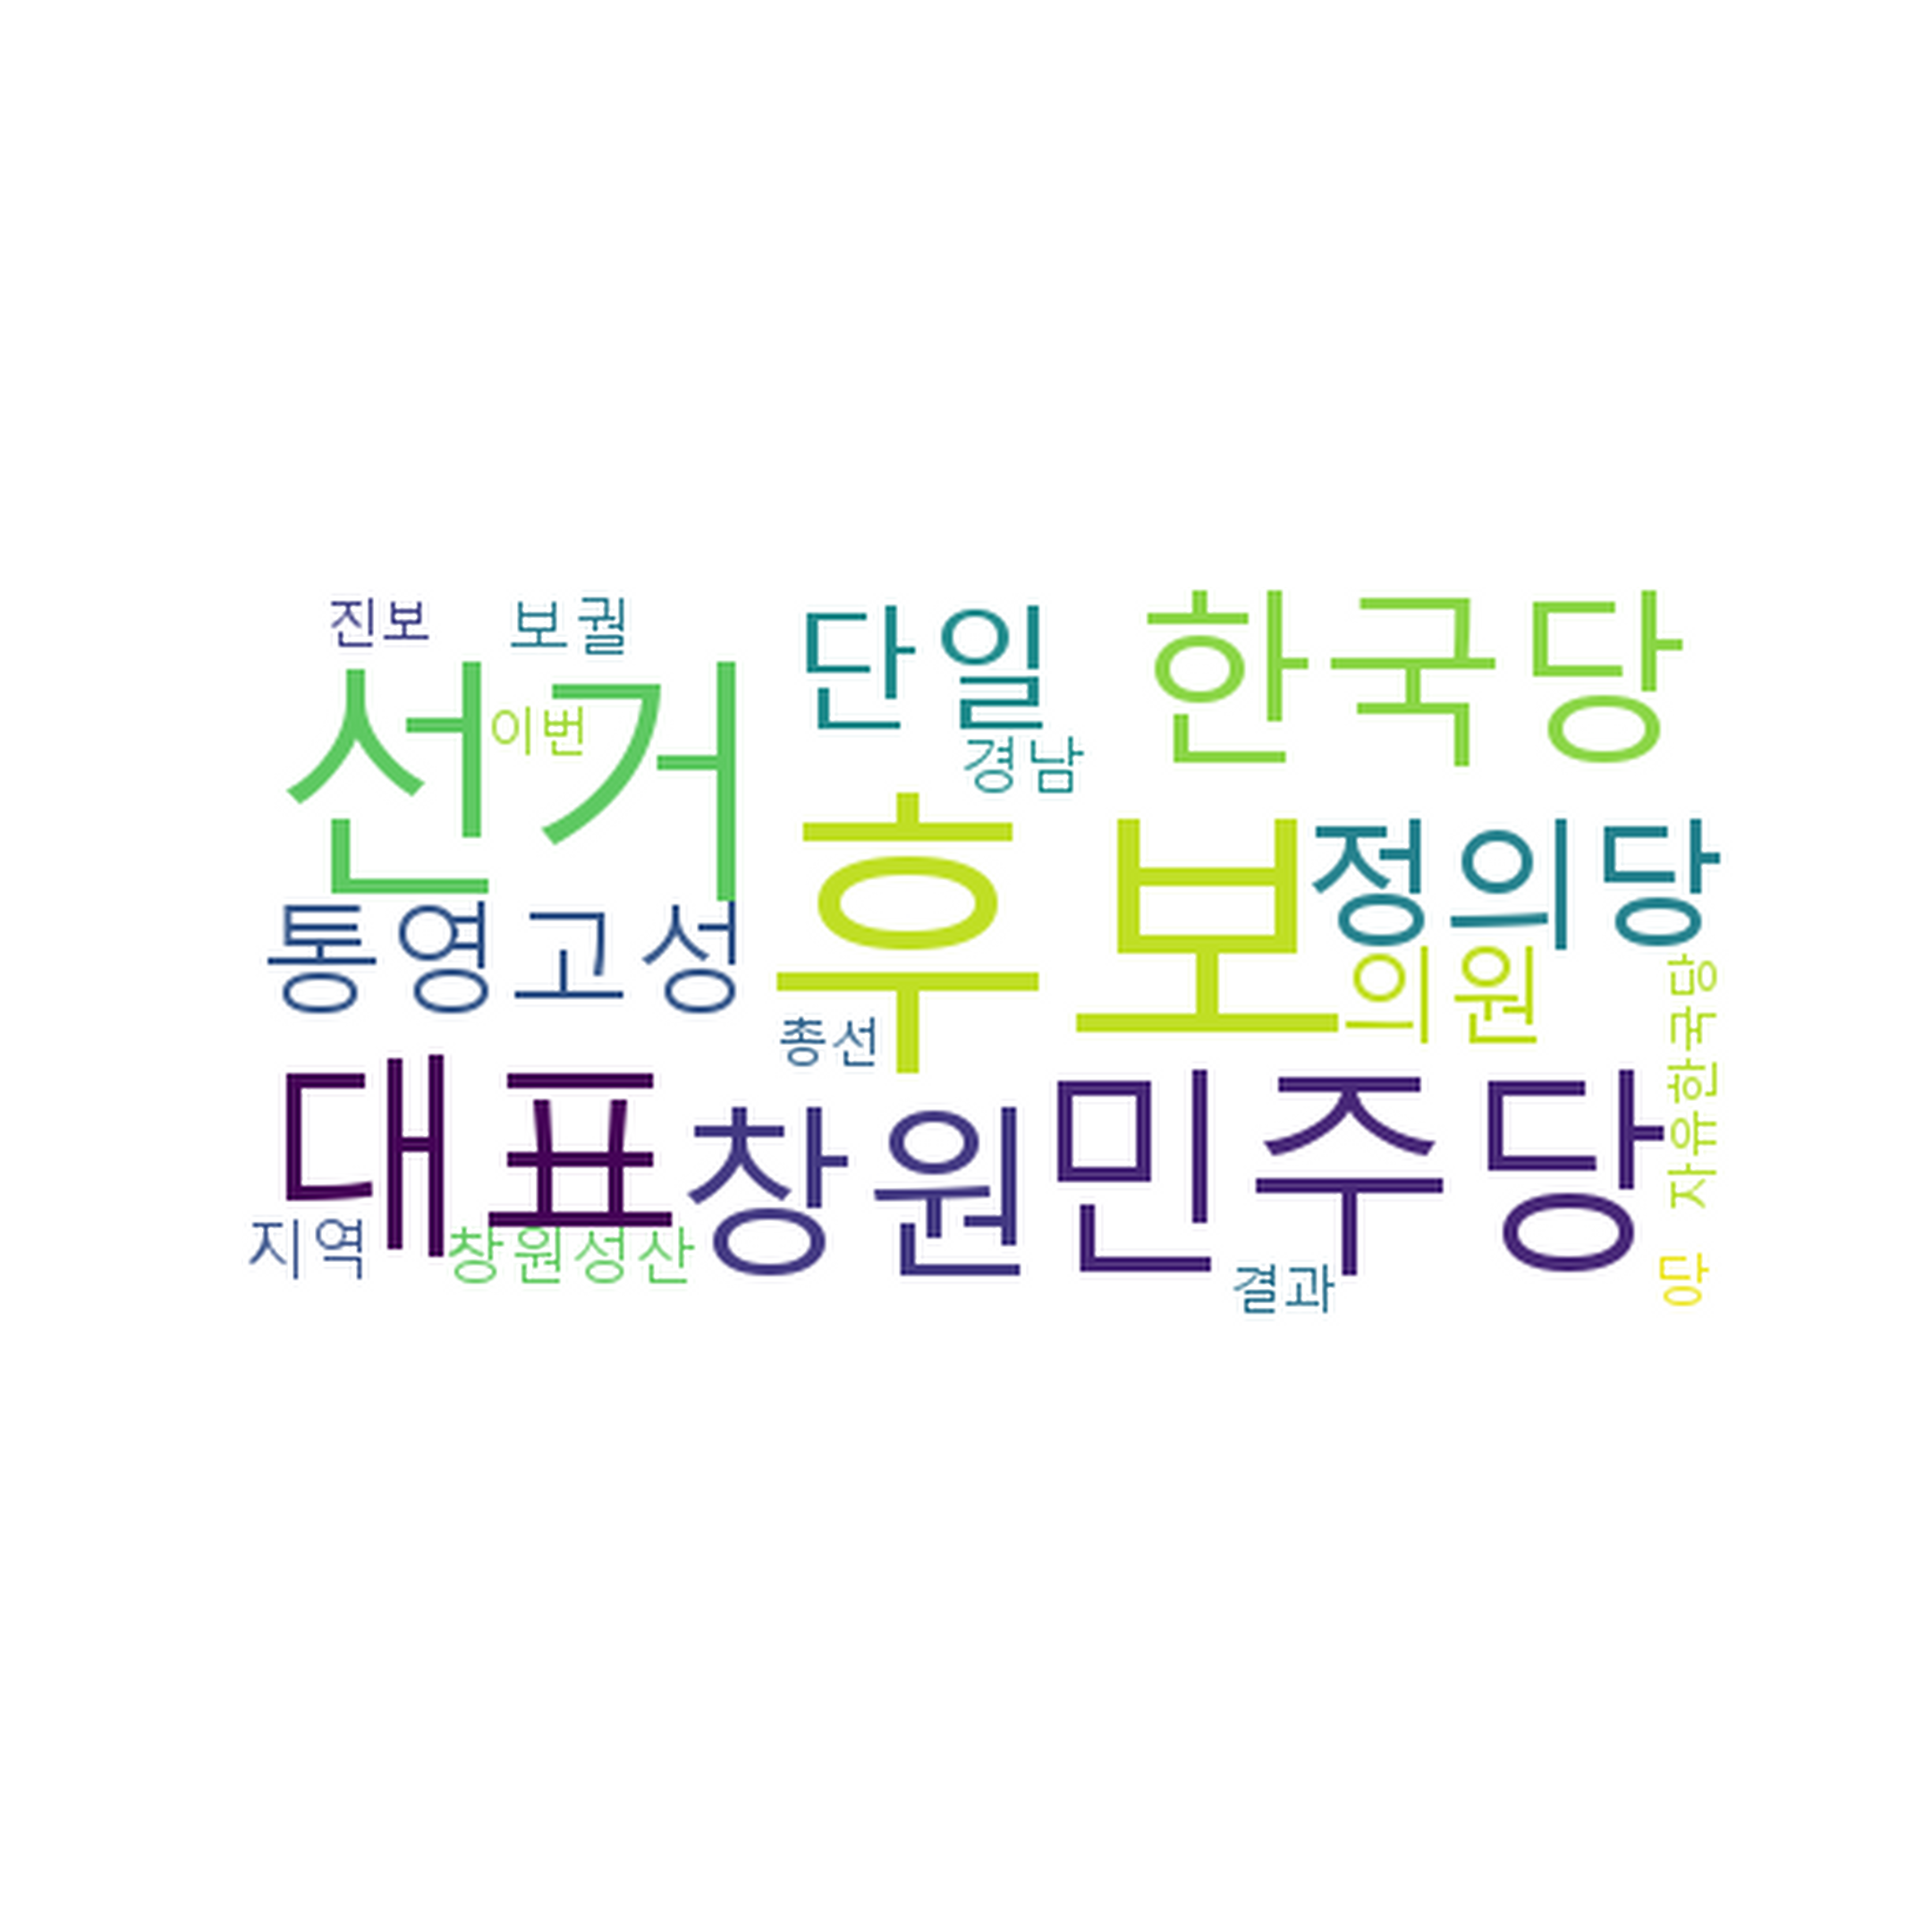 진보
보궐
단일
한국당
선거
이번
경남
후보
정의당
통영고성
의원
자유한국당
총선
대표
창원
민주당
지역
창원성산
결과
당